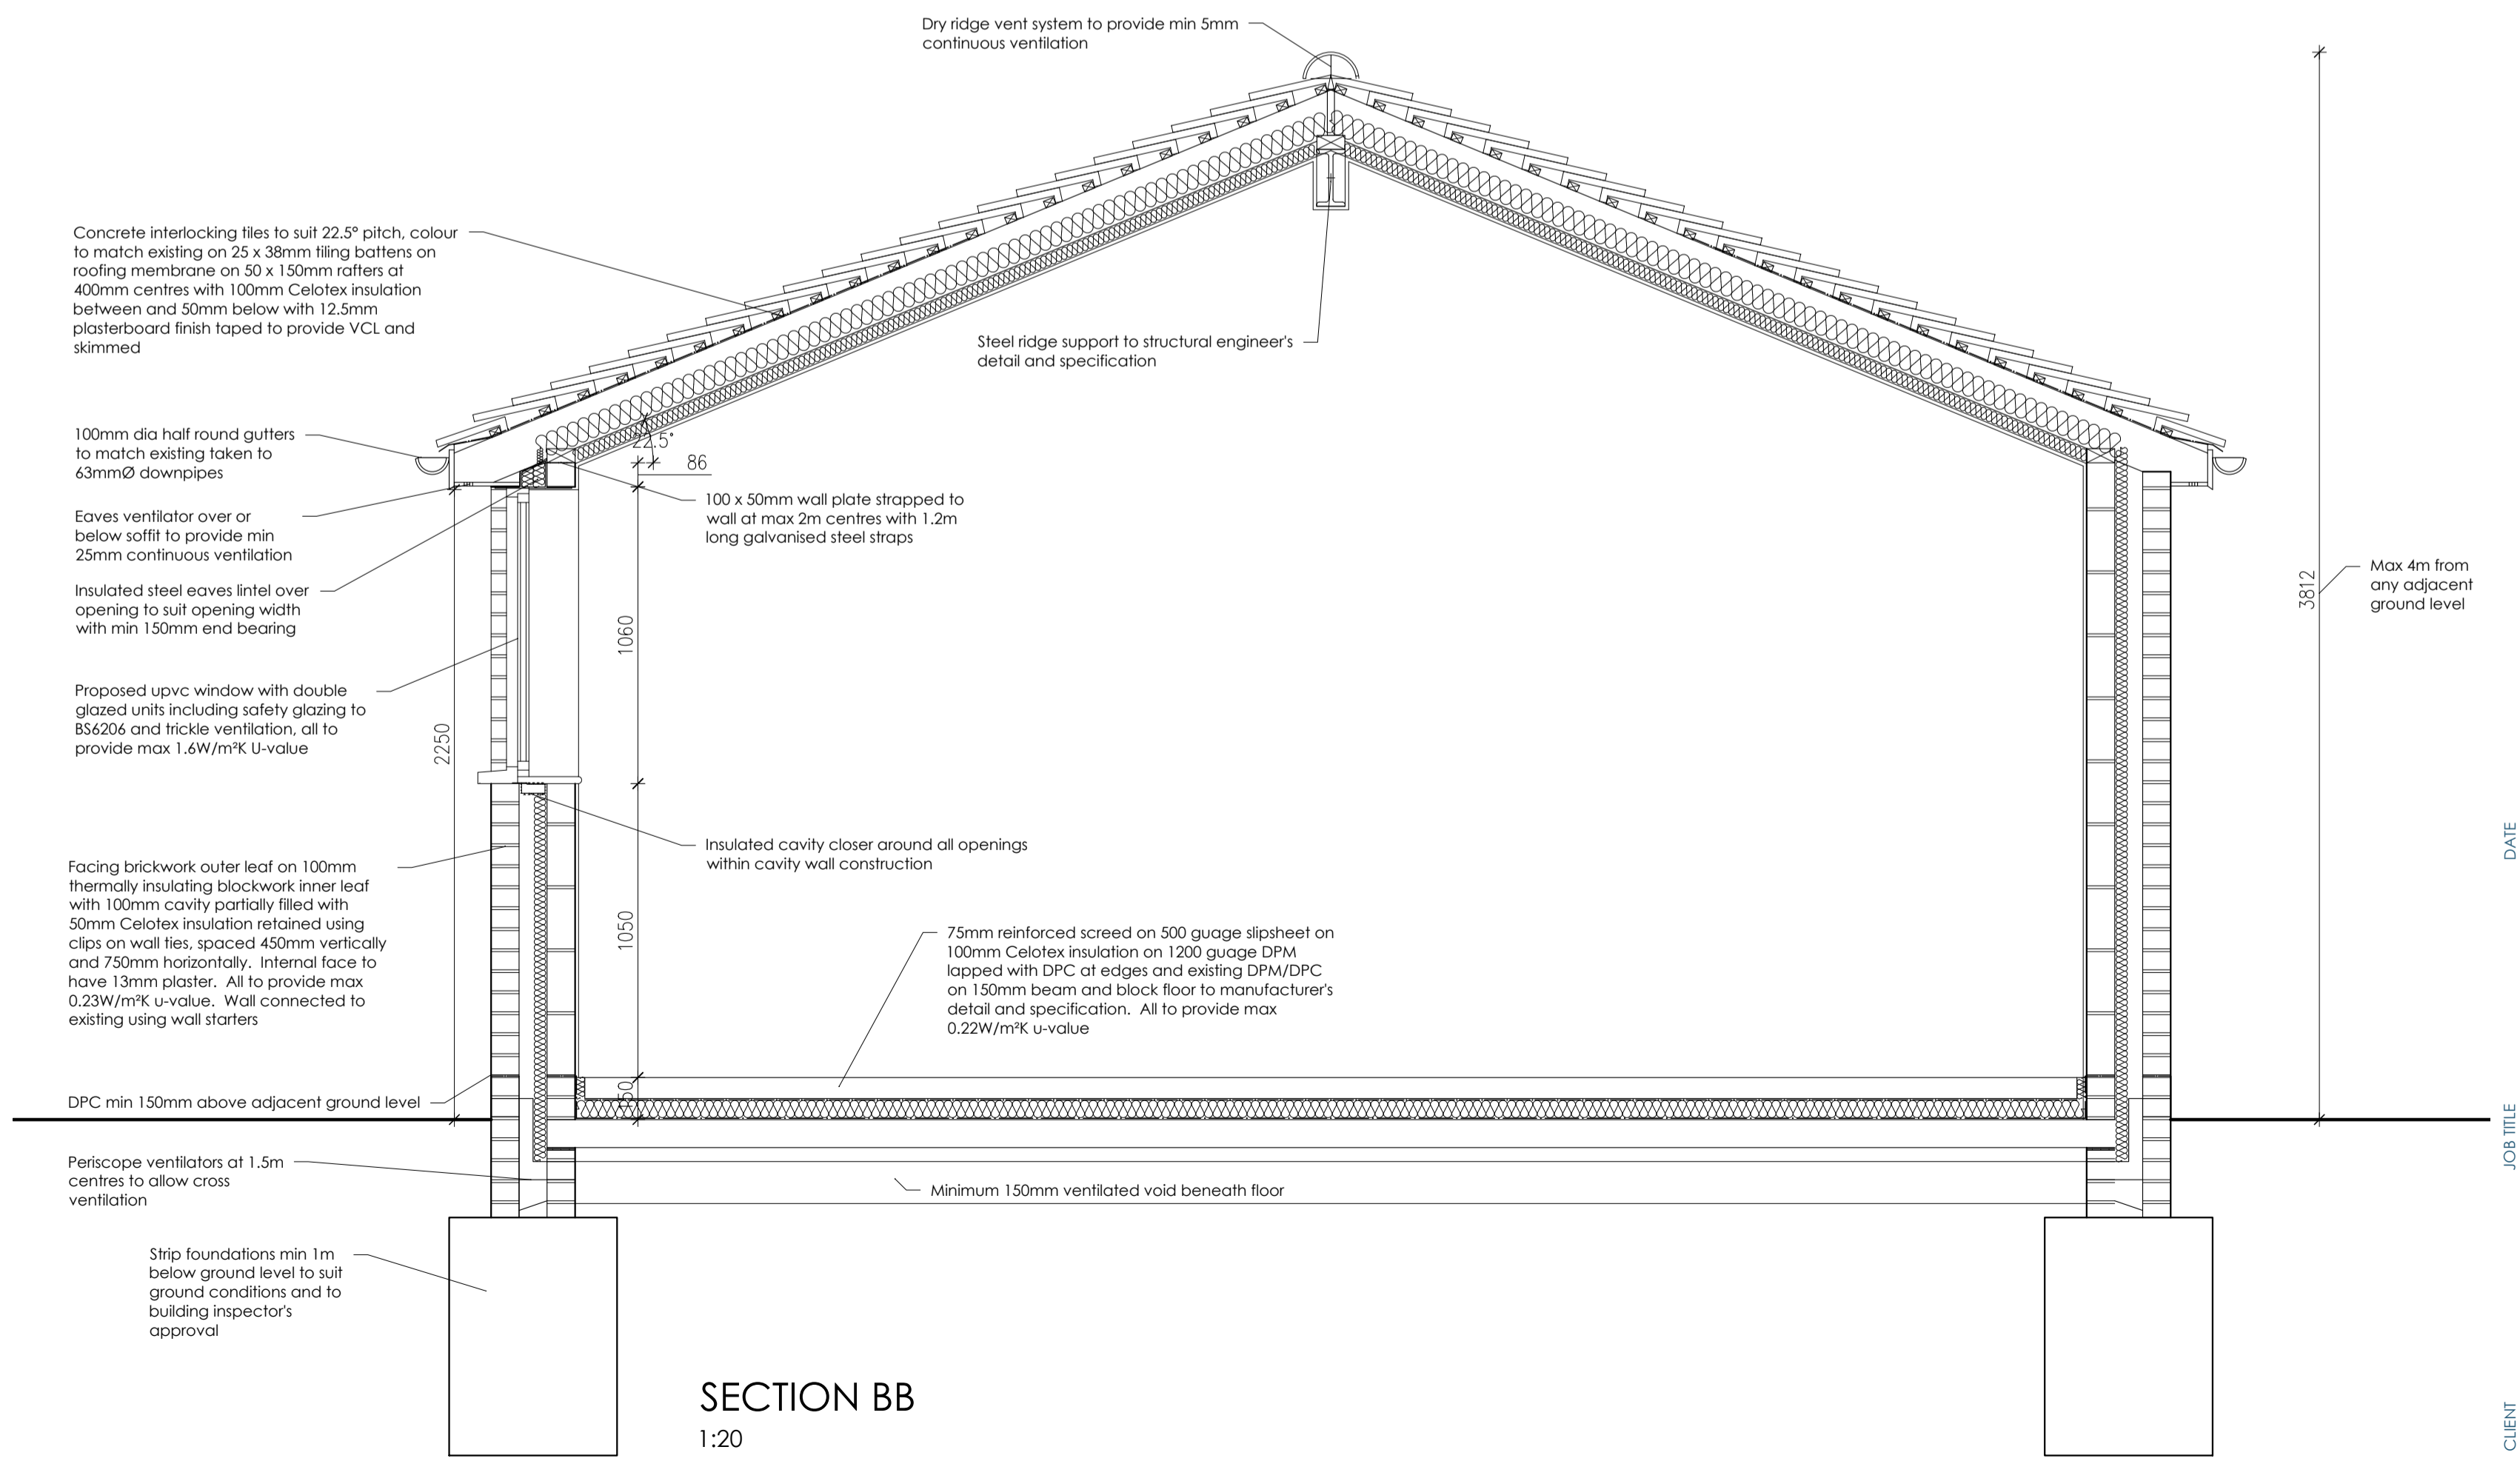 Dry ridge vent system to provide min 5mm
continuous ventilation
Concrete interlocking tiles to suit 22.5° pitch, colour
to match existing on 25 x 38mm tiling battens on
roofing membrane on 50 x 150mm rafters at
400mm centres with 100mm Celotex insulation
between and 50mm below with 12.5mm
plasterboard finish taped to provide VCL and
skimmed
Steel ridge support to structural engineer's
detail and specification
100mm dia half round gutters
to match existing taken to
63mmØ downpipes
22.5°
86
100 x 50mm wall plate strapped to
wall at max 2m centres with 1.2m
long galvanised steel straps
Eaves ventilator over or
below soffit to provide min
25mm continuous ventilation
Insulated steel eaves lintel over
opening to suit opening width
with min 150mm end bearing
Max 4m from
any adjacent
ground level
3812
1060
Proposed upvc window with double
glazed units including safety glazing to
BS6206 and trickle ventilation, all to
provide max 1.6W/m²K U-value
2250
Insulated cavity closer around all openings
within cavity wall construction
Facing brickwork outer leaf on 100mm
thermally insulating blockwork inner leaf
with 100mm cavity partially filled with
50mm Celotex insulation retained using
clips on wall ties, spaced 450mm vertically
and 750mm horizontally. Internal face to
have 13mm plaster. All to provide max
0.23W/m²K u-value. Wall connected to
existing using wall starters
1050
75mm reinforced screed on 500 guage slipsheet on
100mm Celotex insulation on 1200 guage DPM
lapped with DPC at edges and existing DPM/DPC
on 150mm beam and block floor to manufacturer's
detail and specification. All to provide max
0.22W/m²K u-value
150
DPC min 150mm above adjacent ground level
Periscope ventilators at 1.5m
centres to allow cross
ventilation
Minimum 150mm ventilated void beneath floor
Strip foundations min 1m
below ground level to suit
ground conditions and to
building inspector's
approval
SECTION BB
1:20
DATE
JOB TITLE
CLIENT